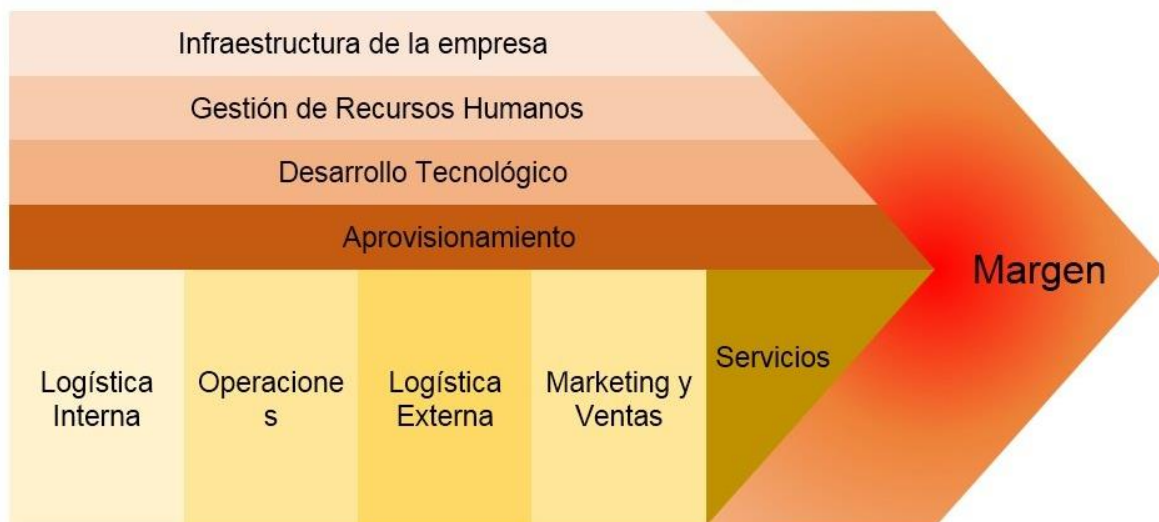 Infraestructura de la empresa
Gestión de Recursos Humanos
Desarrollo Tecnológico
Aprovisionamiento
Margen
Logística
Interna
Operacione
s
Logística
Externa
Marketing y
Ventas
Servicios